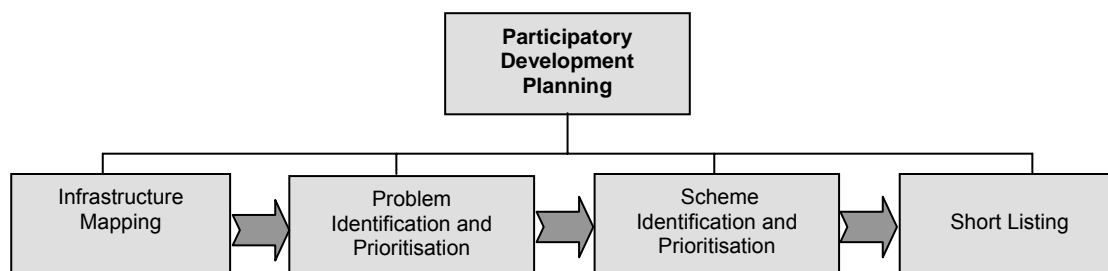 Participatory
Development
Planning
Infrastructure
Mapping
Problem
Identification and
Prioritisation
Scheme
Identification and
Prioritisation
Short Listing